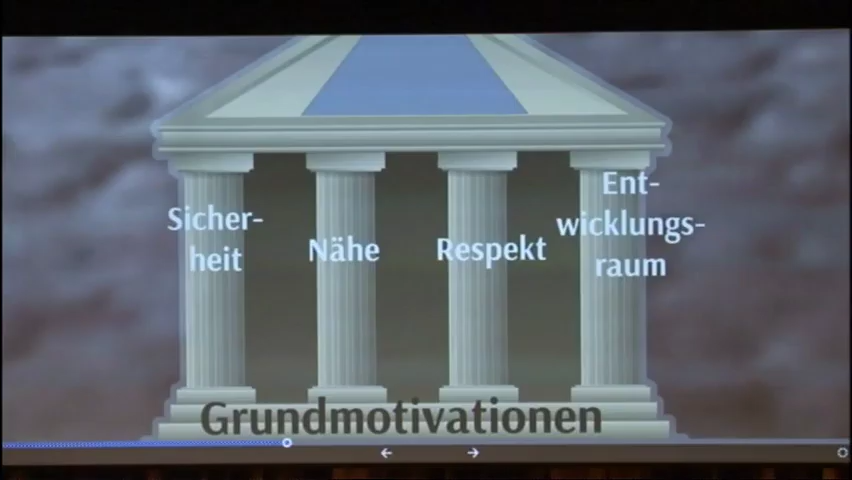 Sicher-
heit
Nähe
Respekt
Ent-
wicklungs-
raum
Grundmotivationen